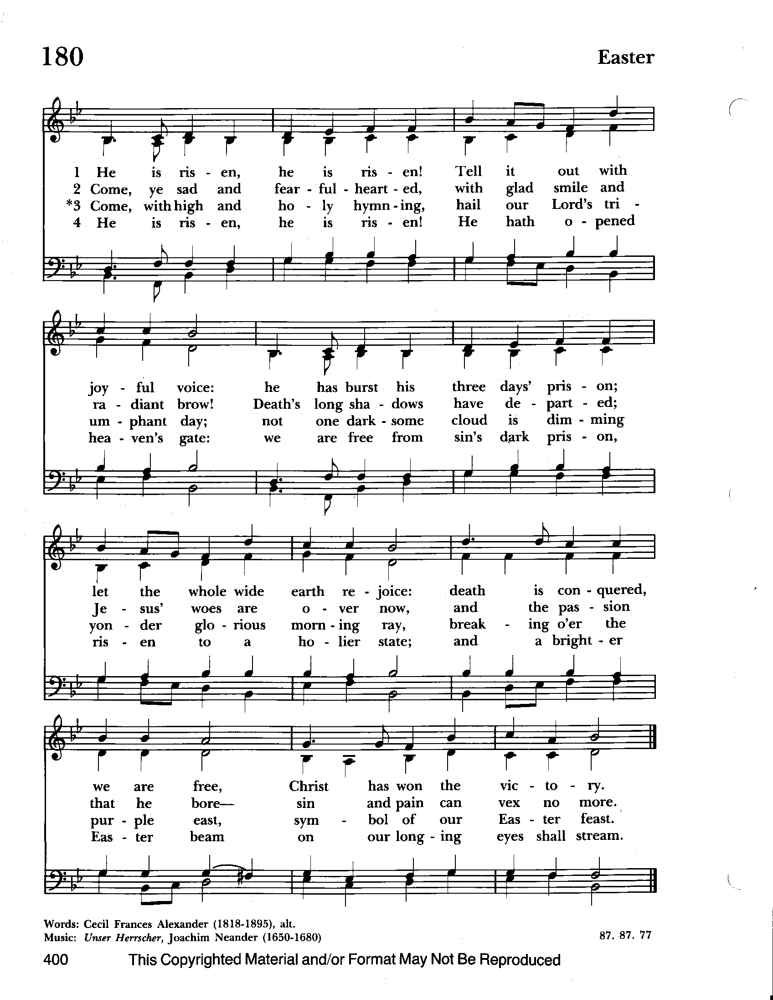 180
Easter
1 He is ris - en, he is ris - en! Tell it out with
2 Come, ye sad and fear - ful - heart - ed, with glad smile and
*3 Come, with high and ho - ly hymn - ing, hail our Lord's tri -
4 He is ris - en, he is ris - en! He hath o - pened
joy - ful voice: he has burst his three days' pris - on;
ra - diant brow! Death's long sha - dows have de - part - ed;
um - phant day; not one dark - some cloud is dim - ming
hea - ven's gate: we are free from sin's dark pris - on,
let the whole wide earth re - joice: death is con - quered,
Je - sus' woes are o - ver now, and the pas - sion
yon - der glo - rious morn - ing ray, break - ing o'er the
ris - en to a ho - lier state; and a bright - er
we are free, Christ has won the vic - to - ry.
that he bore— sin and pain can vex no more.
pur - ple east, sym - bol of our Eas - ter feast.
Eas - ter beam on our long - ing eyes shall stream.
Words: Cecil Frances Alexander (1818-1895), alt.
Music: Unser Herrscher, Joachim Neander (1650-1680)
87. 87. 77
400 This Copyrighted Material and/or Format May Not Be Reproduced